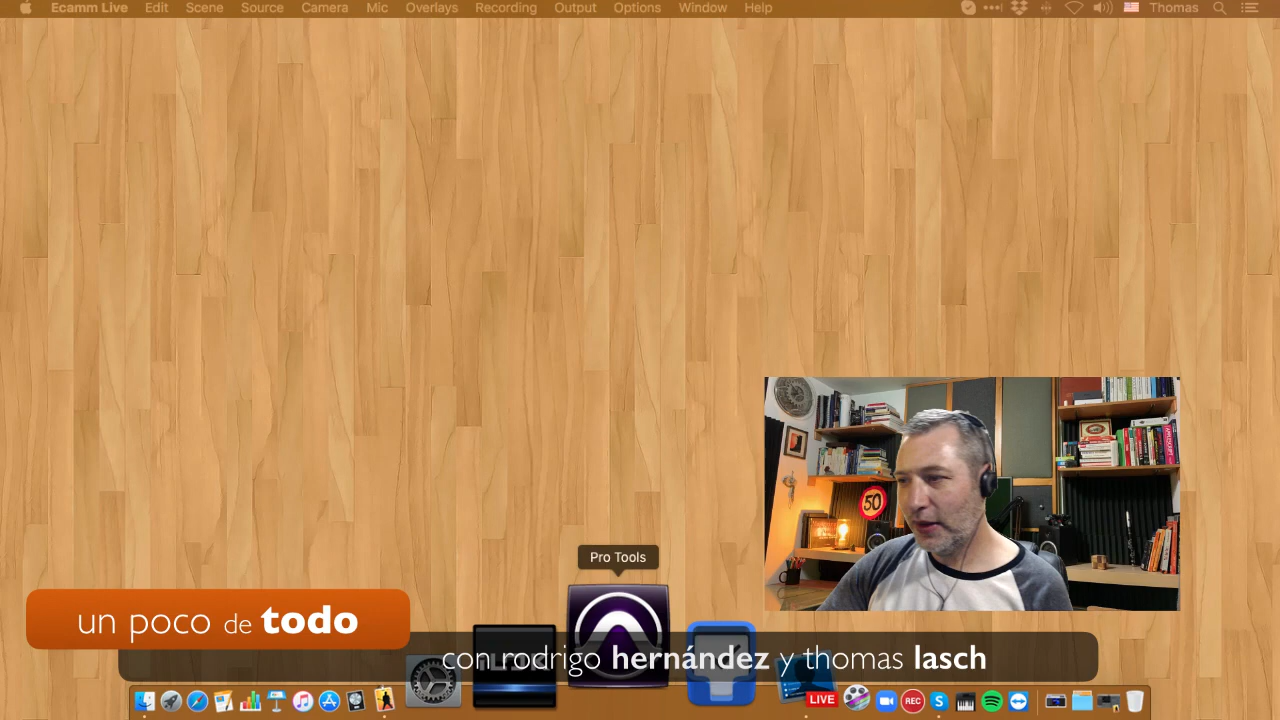 Ecamm Live Edit Scene Source Camera Mic Overlays Recording Output Options Window Help Thomas
50
Pro Tools
un poco de todo
con rodrigo hernández y thomas lasch
LIVE
REC